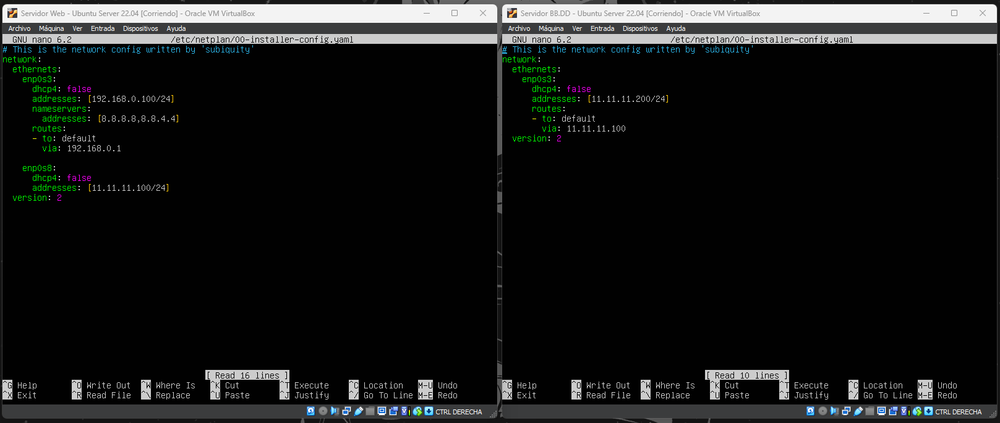 Servidor Web - Ubuntu Server 22.04 [Corriendo] - Oracle VM VirtualBox
Archivo Máquina Ver Entrada Dispositivos Ayuda
GNU nano 6.2 /etc/netplan/00-installer-config.yaml
# This is the network config written by 'subiquity'
network:
  ethernets:
    enp0s3:
      dhcp4: false
      addresses: [192.168.0.100/24]
      nameservers:
        addresses: [8.8.8.8,8.8.4.4]
      routes:
      - to: default
        via: 192.168.0.1
    enp0s8:
      dhcp4: false
      addresses: [11.11.11.100/24]
  version: 2
[ Read 16 lines ]
^G Help ^O Write Out ^W Where Is ^K Cut ^T Execute ^C Location M-U Undo
^X Exit ^R Read File ^\ Replace ^U Paste ^J Justify ^/ Go To Line M-E Redo
CTRL DERECHA
Servidor BB.DD - Ubuntu Server 22.04 [Corriendo] - Oracle VM VirtualBox
Archivo Máquina Ver Entrada Dispositivos Ayuda
GNU nano 6.2 /etc/netplan/00-installer-config.yaml
# This is the network config written by 'subiquity'
network:
  ethernets:
    enp0s3:
      dhcp4: false
      addresses: [11.11.11.200/24]
      routes:
      - to: default
        via: 11.11.11.100
  version: 2
[ Read 10 lines ]
^G Help ^O Write Out ^W Where Is ^K Cut ^T Execute ^C Location M-U Undo
^X Exit ^R Read File ^\ Replace ^U Paste ^J Justify ^/ Go To Line M-E Redo
CTRL DERECHA